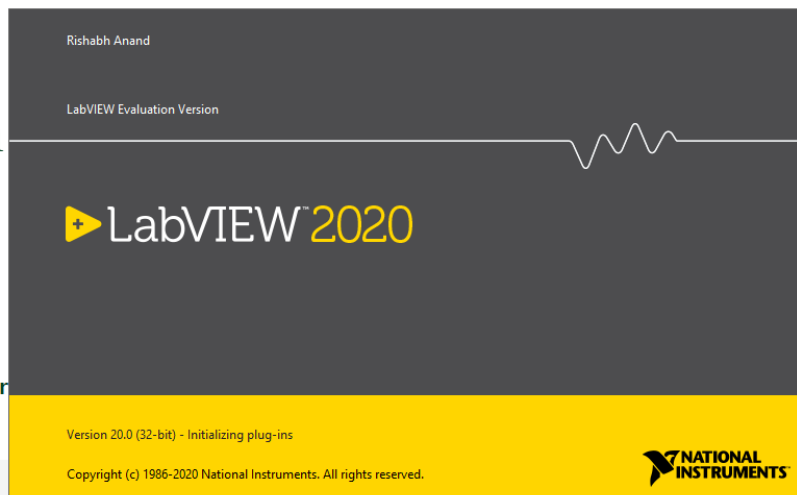 Rishabh Anand
LabVIEW Evaluation Version
LabVIEW™ 2020
r
Version 20.0 (32-bit) - Initializing plug-ins
Copyright (c) 1986-2020 National Instruments. All rights reserved.
NATIONAL
INSTRUMENTS™